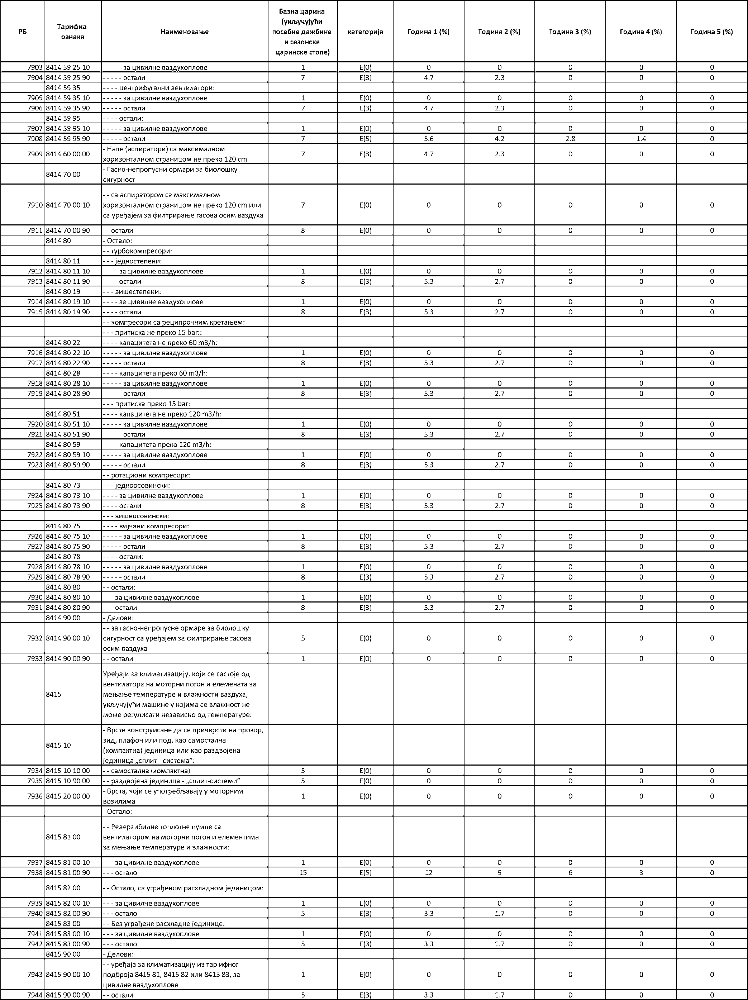 РБ Тарифна ознака Наименовање Базна царина (укључујући посебне дажбине и сезонске царинске стопе) категорија Година 1 (%) Година 2 (%) Година 3 (%) Година 4 (%) Година 5 (%)
7903 8414 59 25 10 - - - - - за цивилне ваздухоплове 1 E(0) 0 0 0 0 0
7904 8414 59 25 90 - - - - - остали 7 E(3) 4.7 2.3 0 0 0
8414 59 35 - - - - центрифугални вентилатори:
7905 8414 59 35 10 - - - - - за цивилне ваздухоплове 1 E(0) 0 0 0 0 0
7906 8414 59 35 90 - - - - - остали 7 E(3) 4.7 2.3 0 0 0
8414 59 95 - - - - остали:
7907 8414 59 95 10 - - - - - за цивилне ваздухоплове 1 E(0) 0 0 0 0 0
7908 8414 59 95 90 - - - - - остали 7 E(5) 5.6 4.2 2.8 1.4 0
7909 8414 60 00 00 - Напе (аспиратори) са максималном
хоризонталном страницом не преко 120 cm 7 E(3) 4.7 2.3 0 0 0
8414 70 00 - Гасно-непропусни ормари за биолошку
сигурност
7910 8414 70 00 10 - - са аспиратором са максималном
хоризонталном страницом не преко 120 cm или
са уређајем за филтрирање гасова осим ваздуха 7 E(0) 0 0 0 0 0
7911 8414 70 00 90 - - остали 8 E(0) 0 0 0 0 0
8414 80 - Остало:
- - турбокомпресори:
8414 80 11 - - - једностепени:
7912 8414 80 11 10 - - - - за цивилне ваздухоплове 1 E(0) 0 0 0 0 0
7913 8414 80 11 90 - - - - остали 8 E(3) 5.3 2.7 0 0 0
8414 80 19 - - - вишестепени:
7914 8414 80 19 10 - - - - за цивилне ваздухоплове 1 E(0) 0 0 0 0 0
7915 8414 80 19 90 - - - - остали 8 E(3) 5.3 2.7 0 0 0
- - компресори са реципрочним кретањем:
- - - притиска не преко 15 bar::
8414 80 22 - - - - капацитета не преко 60 m3/h:
7916 8414 80 22 10 - - - - - за цивилне ваздухоплове 1 E(0) 0 0 0 0 0
7917 8414 80 22 90 - - - - - остали 8 E(3) 5.3 2.7 0 0 0
8414 80 28 - - - - капацитета преко 60 m3/h:
7918 8414 80 28 10 - - - - - за цивилне ваздухоплове 1 E(0) 0 0 0 0 0
7919 8414 80 28 90 - - - - - остали 8 E(3) 5.3 2.7 0 0 0
- - - притиска преко 15 bar:
8414 80 51 - - - - капацитета не преко 120 m3/h:
7920 8414 80 51 10 - - - - - за цивилне ваздухоплове 1 E(0) 0 0 0 0 0
7921 8414 80 51 90 - - - - - остали 8 E(3) 5.3 2.7 0 0 0
8414 80 59 - - - - капацитета преко 120 m3/h:
7922 8414 80 59 10 - - - - - за цивилне ваздухоплове 1 E(0) 0 0 0 0 0
7923 8414 80 59 90 - - - - - остали 8 E(3) 5.3 2.7 0 0 0
- - ротациони компресори:
8414 80 73 - - - једноосовински:
7924 8414 80 73 10 - - - - за цивилне ваздухоплове 1 E(0) 0 0 0 0 0
7925 8414 80 73 90 - - - - остали 8 E(3) 5.3 2.7 0 0 0
- - - вишеосовински:
8414 80 75 - - - - вијчани компресори:
7926 8414 80 75 10 - - - - - за цивилне ваздухоплове 1 E(0) 0 0 0 0 0
7927 8414 80 75 90 - - - - - остали 8 E(3) 5.3 2.7 0 0 0
8414 80 78 - - - - остали:
7928 8414 80 78 10 - - - - - за цивилне ваздухоплове 1 E(0) 0 0 0 0 0
7929 8414 80 78 90 - - - - - остали 8 E(3) 5.3 2.7 0 0 0
8414 80 80 - - остали:
7930 8414 80 80 10 - - - за цивилне ваздухоплове 1 E(0) 0 0 0 0 0
7931 8414 80 80 90 - - - остали 8 E(3) 5.3 2.7 0 0 0
8414 90 00 - Делови:
7932 8414 90 00 10 - - за гасно-непропусне ормаре за биолошку
сигурност са уређајем за филтрирање гасова
осим ваздуха 5 E(0) 0 0 0 0 0
7933 8414 90 00 90 - - остали 1 E(0) 0 0 0 0 0
8415 Уређаји за климатизацију, који се састоје од
вентилатора на моторни погон и елемената за
мењање температуре и влажности ваздуха,
укључујући машине у којима се влажност не
може регулисати независно од температуре:
8415 10 - Врсте конструисане да се причврсти на прозор,
зид, плафон или под, као самостална
(компактна) јединица или као раздвојена
јединица „сплит - система”:
7934 8415 10 10 00 - - самостална (компактна) 5 E(0) 0 0 0 0 0
7935 8415 10 90 00 - - раздвојена јединица - „сплит-системи” 5 E(0) 0 0 0 0 0
7936 8415 20 00 00 - Врста, који се употребљавају у моторним
возилима 1 E(0) 0 0 0 0 0
- Остало:
8415 81 00 - - Реверзибилне топлотне пумпе са
вентилатором на моторни погон и елементима
за мењање температуре и влажности:
7937 8415 81 00 10 - - - за цивилне ваздухоплове 1 E(0) 0 0 0 0 0
7938 8415 81 00 90 - - - остало 15 E(5) 12 9 6 3 0
8415 82 00 - - Остало, са уграђеном расхладном јединицом:
7939 8415 82 00 10 - - - за цивилне ваздухоплове 1 E(0) 0 0 0 0 0
7940 8415 82 00 90 - - - остало 5 E(3) 3.3 1.7 0 0 0
8415 83 00 - - Без уграђене расхладне јединице:
7941 8415 83 00 10 - - - за цивилне ваздухоплове 1 E(0) 0 0 0 0 0
7942 8415 83 00 90 - - - остало 5 E(3) 3.3 1.7 0 0 0
8415 90 00 - Делови:
7943 8415 90 00 10 - - уређаја за климатизацију из тар ифног
подброја 8415 81, 8415 82 или 8415 83, за
цивилне ваздухоплове 1 E(0) 0 0 0 0 0
7944 8415 90 00 90 - - остали 5 E(3) 3.3 1.7 0 0 0